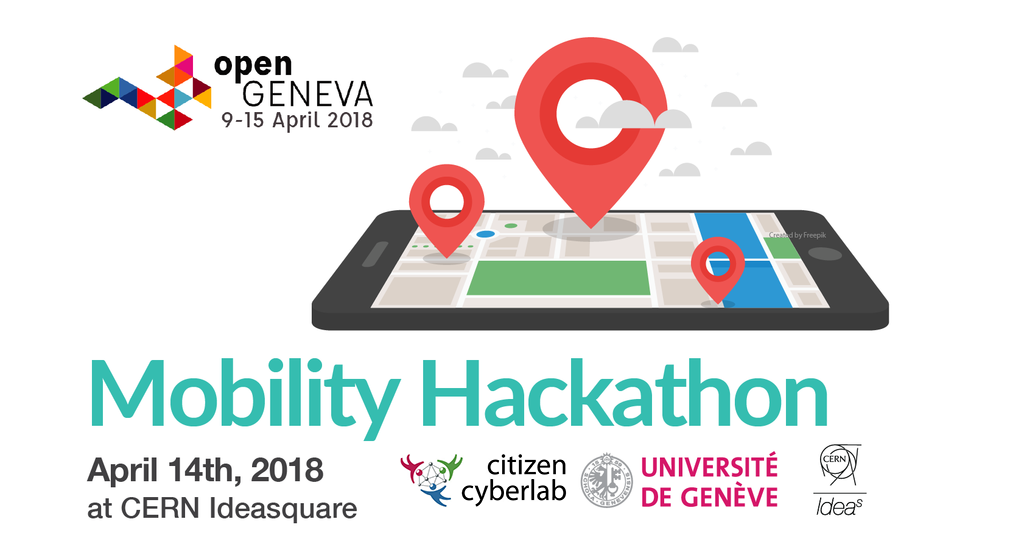 open
GENEVA
9-15 April 2018
Created by Freepik
Mobility Hackathon
April 14th, 2018
at CERN Ideasquare
citizen
cyberlab
UNIVERSITÉ
DE GENÈVE
CERN
Ideas